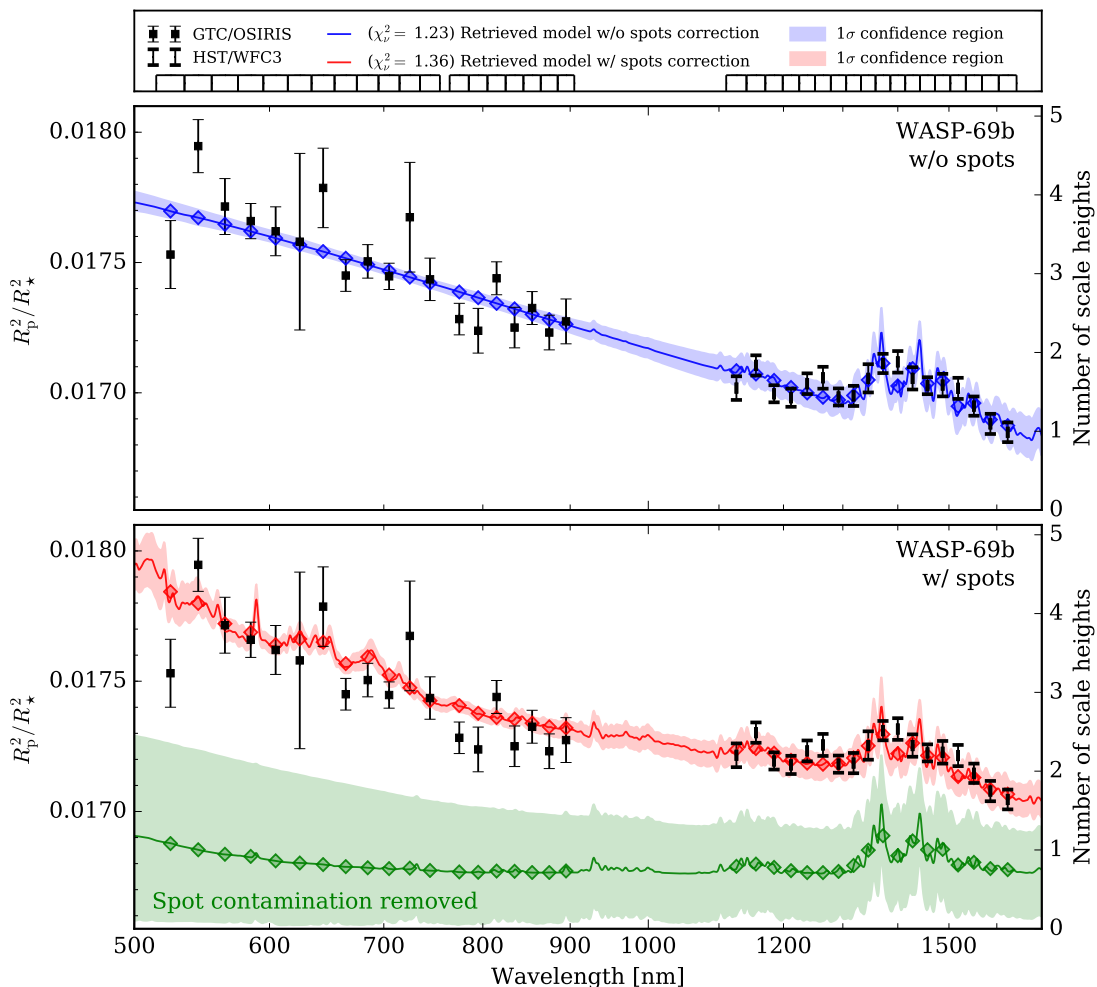 GTC/OSIRIS
HST/WFC3
(χ²ᵥ = 1.23) Retrieved model w/o spots correction
(χ²ᵥ = 1.36) Retrieved model w/ spots correction
1σ confidence region
1σ confidence region
WASP-69b
w/o spots
0.0180
0.0175
0.0170
R²ₚ/R²⋆
5
4
3
2
1
0
Number of scale heights
WASP-69b
w/ spots
0.0180
0.0175
0.0170
R²ₚ/R²⋆
5
4
3
2
1
0
Number of scale heights
Spot contamination removed
500 600 700 800 900 1000 1200 1500
Wavelength [nm]